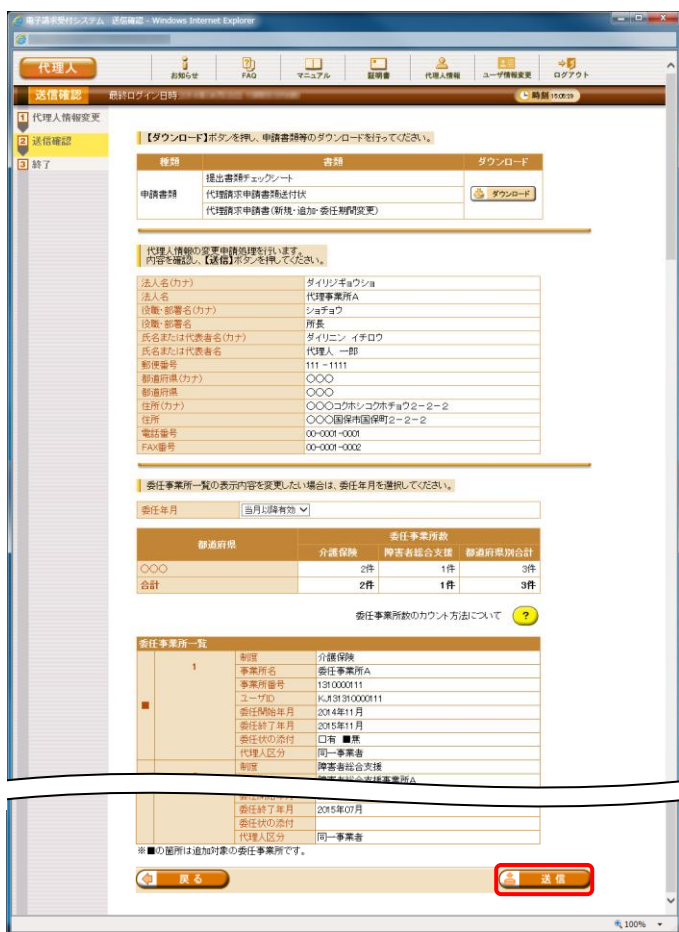 電子請求受付システム 送信確認 - Windows Internet Explorer
代理人
お知らせ FAQ マニュアル 証明書 代理人情報 ユーザ情報変更 ログアウト
送信確認 最終ログイン日時
時刻 15:05:29
1 代理人情報変更
2 送信確認
3 終了
【ダウンロード】ボタンを押し、申請書類等のダウンロードを行ってください。
種類 書類 ダウンロード
提出書類チェックシート
申請書類 代理請求申請書類送付状 ダウンロード
代理請求申請書(新規・追加・委任期間変更)
代理人情報の変更申請処理を行います。
内容を確認し、【送信】ボタンを押してください。
法人名(カナ) ダイリジギョウショ
法人名 代理事業所A
役職・部署名(カナ) ショチョウ
役職・部署名 所長
氏名または代表者名(カナ) ダイリニン イチロウ
氏名または代表者名 代理人 一郎
郵便番号 111 - 1111
都道府県(カナ) 〇〇〇
都道府県 〇〇〇
住所(カナ) 〇〇〇コクホシコクホチョウ2-2-2
住所 〇〇〇国保市国保町2-2-2
電話番号 00-0001-0001
FAX番号 00-0001-0002
委任事業所一覧の表示内容を変更したい場合は、委任年月を選択してください。
委任年月 当月以降有効
都道府県 委任事業所数
介護保険 障害者総合支援 都道府県別合計
〇〇〇 2件 1件 3件
合計 2件 1件 3件
委任事業所数のカウント方法について ?
委任事業所一覧
■ 1 制度 介護保険
事業所名 委任事業所A
事業所番号 1310000111
ユーザID KJ131310000111
委任開始年月 2014年11月
委任終了年月 2015年11月
委任状の添付 □有 ■無
代理人区分 同一事業者
制度 障害者総合支援
障害者総合支援事業所A
委任終了年月 2015年07月
委任状の添付
代理人区分 同一事業者
※■の箇所は追加対象の委任事業所です。
戻る 送信
100%